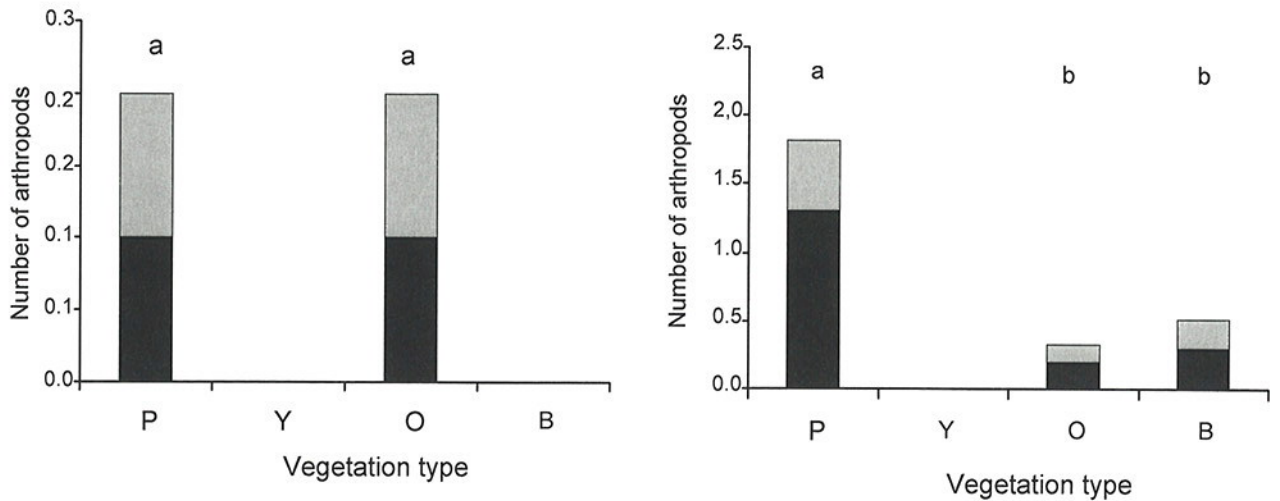 0.3
0.2
0.2
0.1
0.1
0.0
Number of arthropods
a a
P Y O B
Vegetation type
2.5
2,0
1.5
1.0
0.5
0.0
Number of arthropods
a b b
P Y O B
Vegetation type